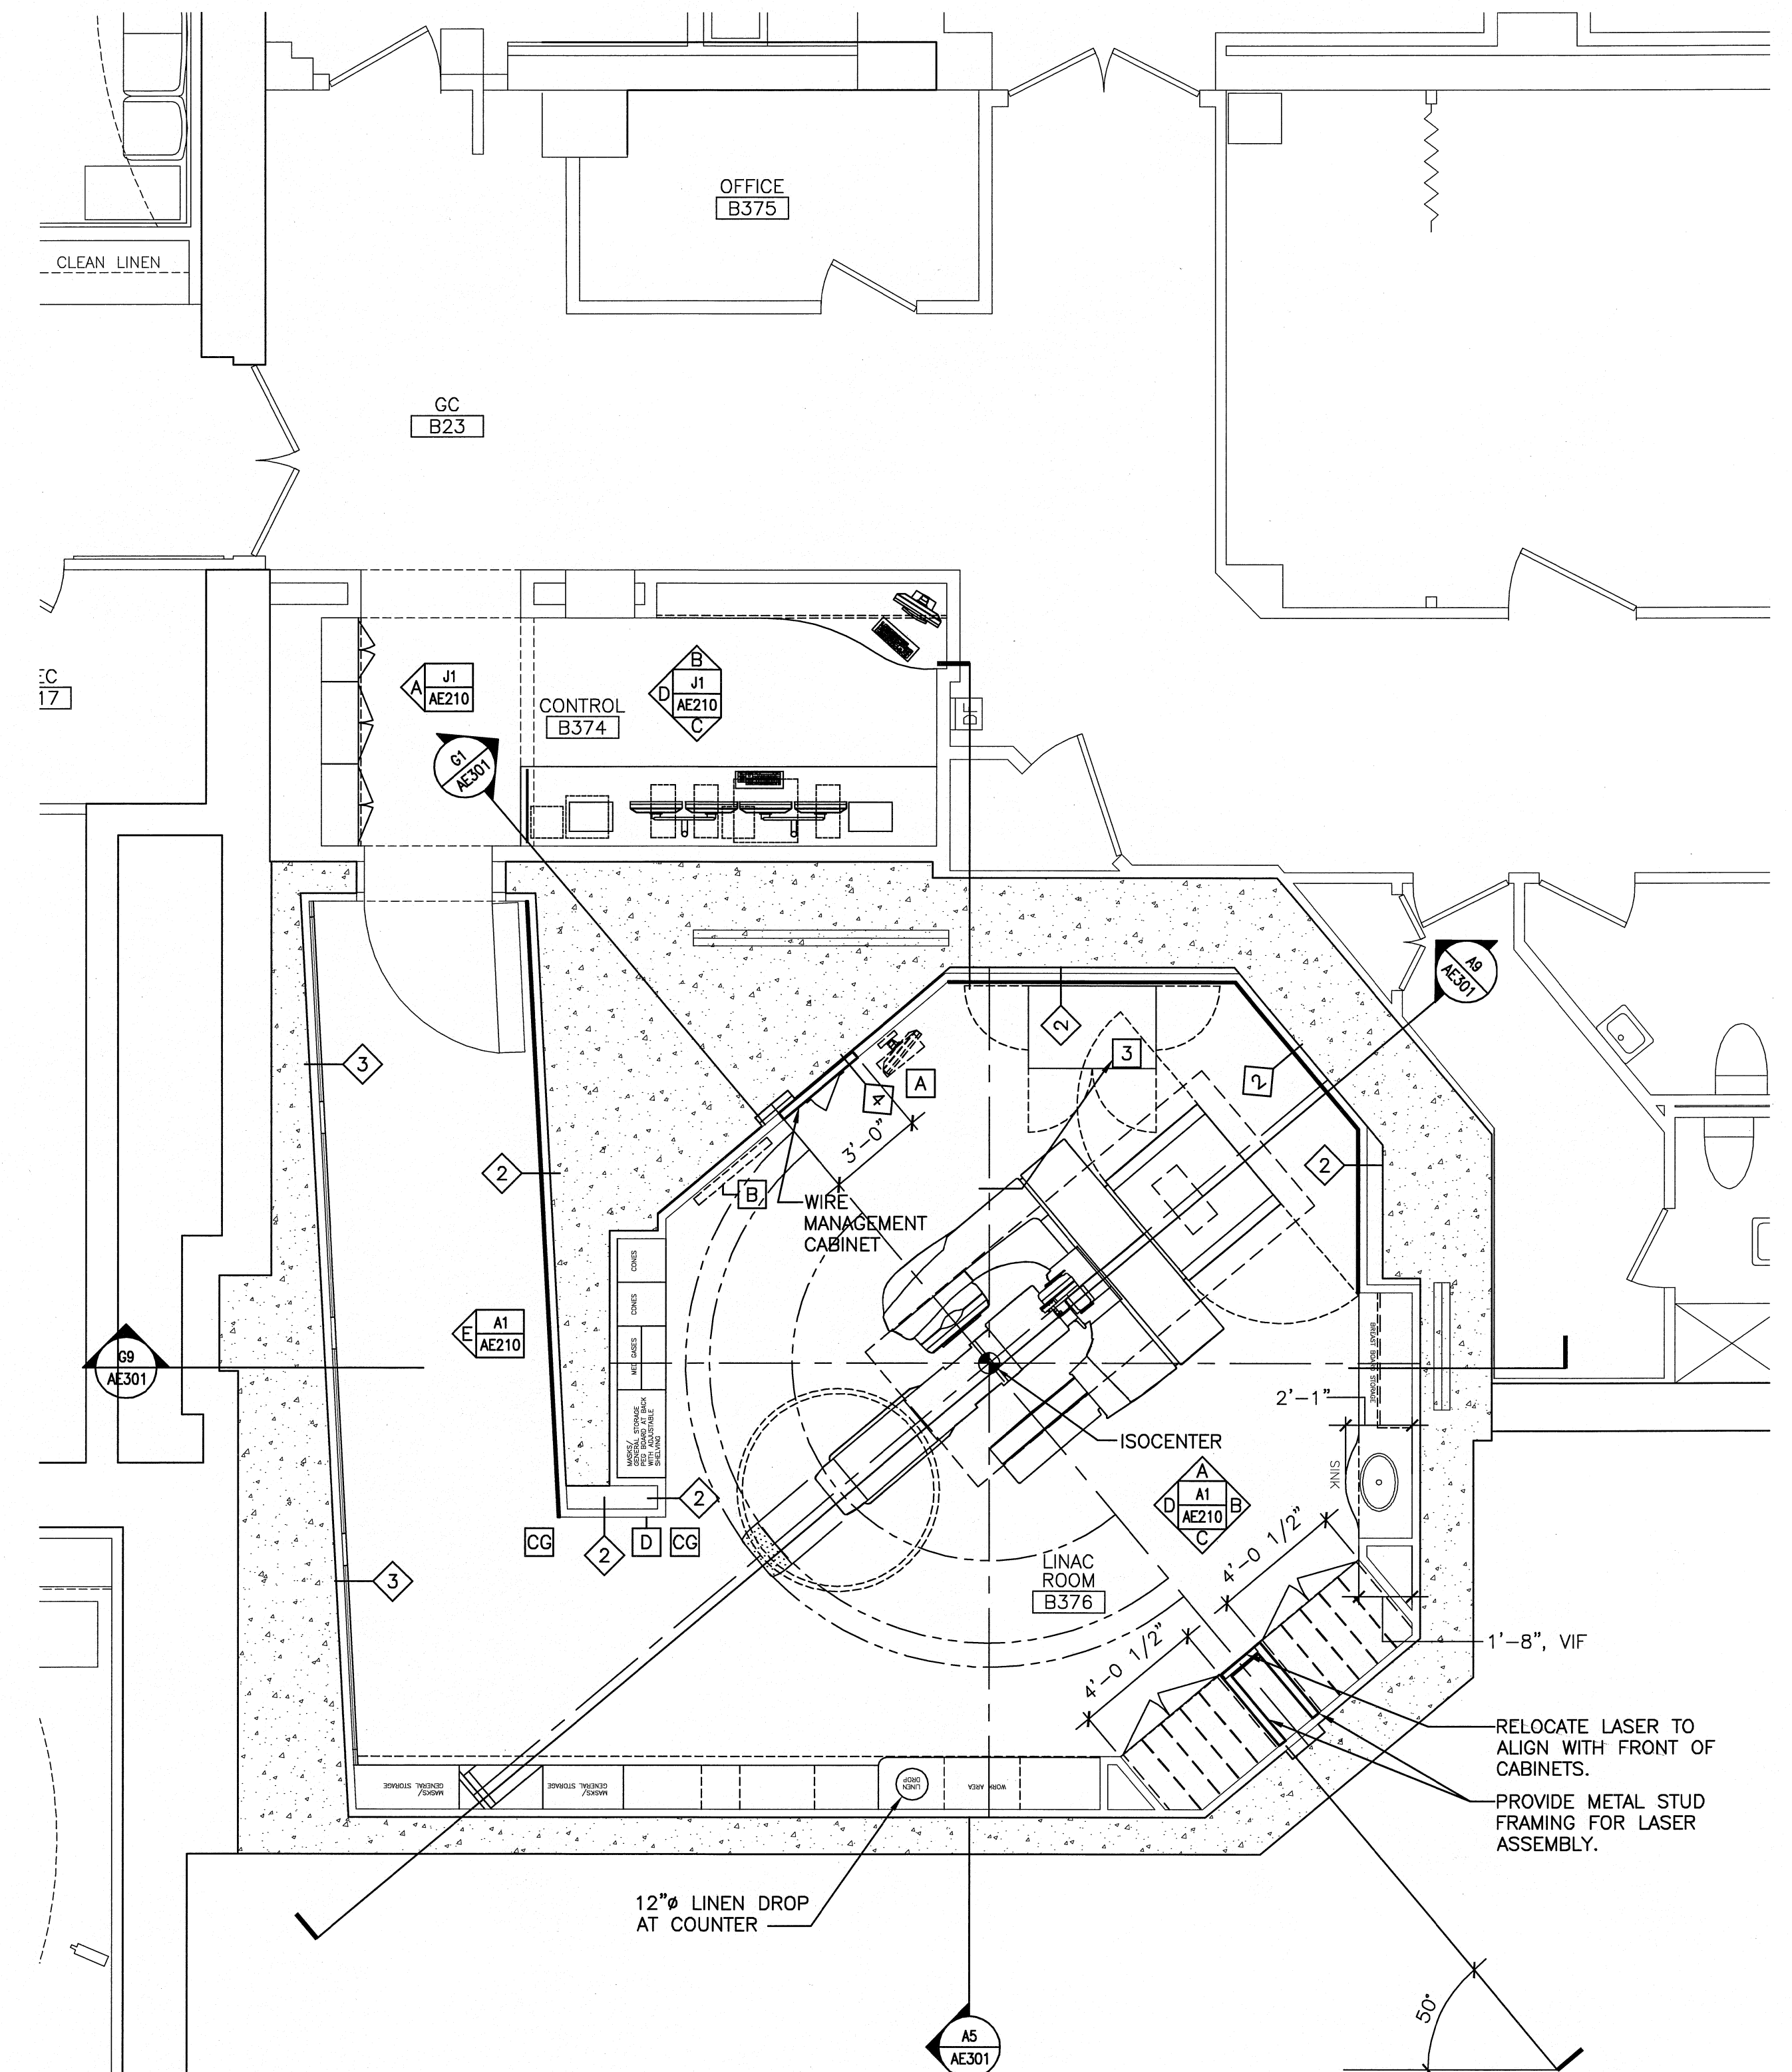 OFFICE
B375
CLEAN LINEN
GC
B23
EC
17
A
J1
AE210
CONTROL
B374
B
D
J1
AE210
C
DF
G1
AE301
A9
AE301
3
2
3
A
4
2
3'-0"
2
2
B
WIRE
MANAGEMENT
CABINET
CONES
CONES
MED GASES
MASKS/
GENERAL STORAGE
PEG BOARD AT BACK
WITH ADJUSTABLE
SHELVING
E
A1
AE210
G9
AE301
BREAST BOARD STORAGE
2'-1"
ISOCENTER
SINK
A
D
A1
B
AE210
C
2
CG
2
D
CG
4'-0 1/2"
LINAC
ROOM
B376
3
4'-0 1/2"
1'-8", VIF
RELOCATE LASER TO
ALIGN WITH FRONT OF
CABINETS.
PROVIDE METAL STUD
FRAMING FOR LASER
ASSEMBLY.
MASKS/
GENERAL STORAGE
MASKS/
GENERAL STORAGE
LINEN
DROP
WORK AREA
12"ø LINEN DROP
AT COUNTER
A5
AE301
50°